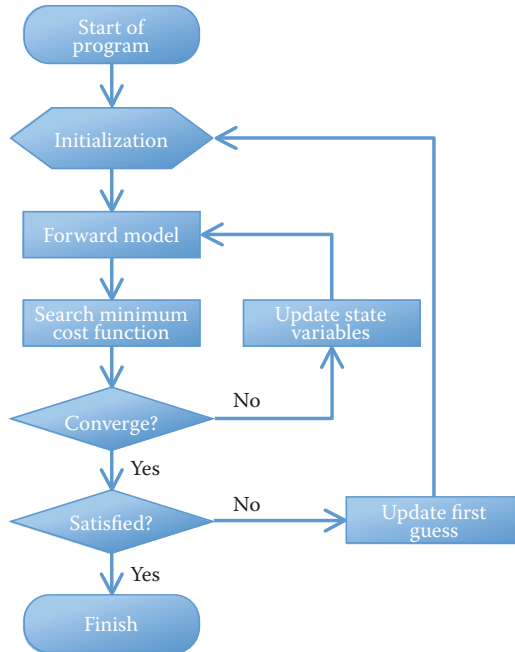 Start of
program
Initialization
Forward model
Search minimum
cost function
Update state
variables
Converge?
No
Yes
Satisfied?
No
Update first
guess
Yes
Finish